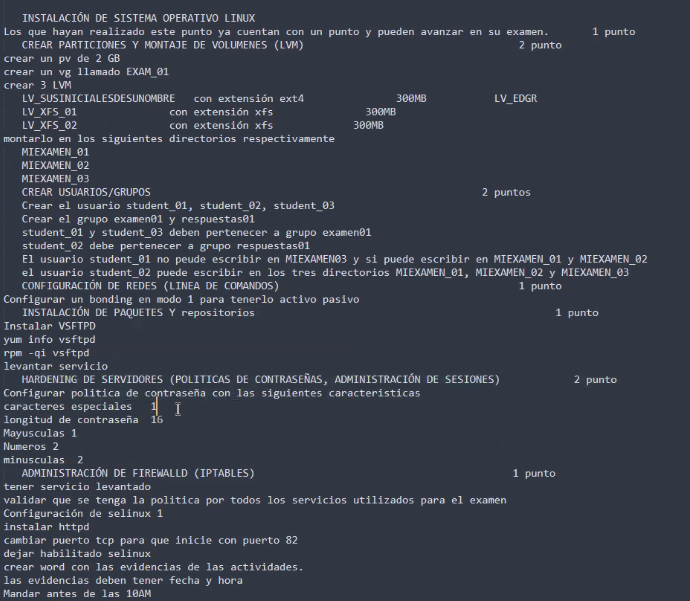 INSTALACIÓN DE SISTEMA OPERATIVO LINUX
Los que hayan realizado este punto ya cuentan con un punto y pueden avanzar en su examen. 1 punto
CREAR PARTICIONES Y MONTAJE DE VOLUMENES (LVM) 2 punto
crear un pv de 2 GB
crear un vg llamado EXAM_01
crear 3 LVM
LV_SUSINICIALESDESUNOMBRE con extensión ext4 300MB LV_EDGR
LV_XFS_01 con extensión xfs 300MB
LV_XFS_02 con extensión xfs 300MB
montarlo en los siguientes directorios respectivamente
MIEXAMEN_01
MIEXAMEN_02
MIEXAMEN_03
CREAR USUARIOS/GRUPOS 2 puntos
Crear el usuario student_01, student_02, student_03
Crear el grupo examen01 y respuestas01
student_01 y student_03 deben pertenecer a grupo examen01
student_02 debe pertenecer a grupo respuestas01
El usuario student_01 no peude escribir en MIEXAMEN03 y si puede escribir en MIEXAMEN_01 y MIEXAMEN_02
el usuario student_02 puede escribir en los tres directorios MIEXAMEN_01, MIEXAMEN_02 y MIEXAMEN_03
CONFIGURACIÓN DE REDES (LINEA DE COMANDOS) 1 punto
Configurar un bonding en modo 1 para tenerlo activo pasivo
INSTALACIÓN DE PAQUETES Y repositorios 1 punto
Instalar VSFTPD
yum info vsftpd
rpm -qi vsftpd
levantar servicio
HARDENING DE SERVIDORES (POLITICAS DE CONTRASEÑAS, ADMINISTRACIÓN DE SESIONES) 2 punto
Configurar politica de contraseña con las siguientes caracteristicas
caracteres especiales 1
longitud de contraseña 16
Mayusculas 1
Numeros 2
minusculas 2
ADMINISTRACIÓN DE FIREWALLD (IPTABLES) 1 punto
tener servicio levantado
validar que se tenga la politica por todos los servicios utilizados para el examen
Configuración de selinux 1
instalar httpd
cambiar puerto tcp para que inicie con puerto 82
dejar habilitado selinux
crear word con las evidencias de las actividades.
las evidencias deben tener fecha y hora
Mandar antes de las 10AM